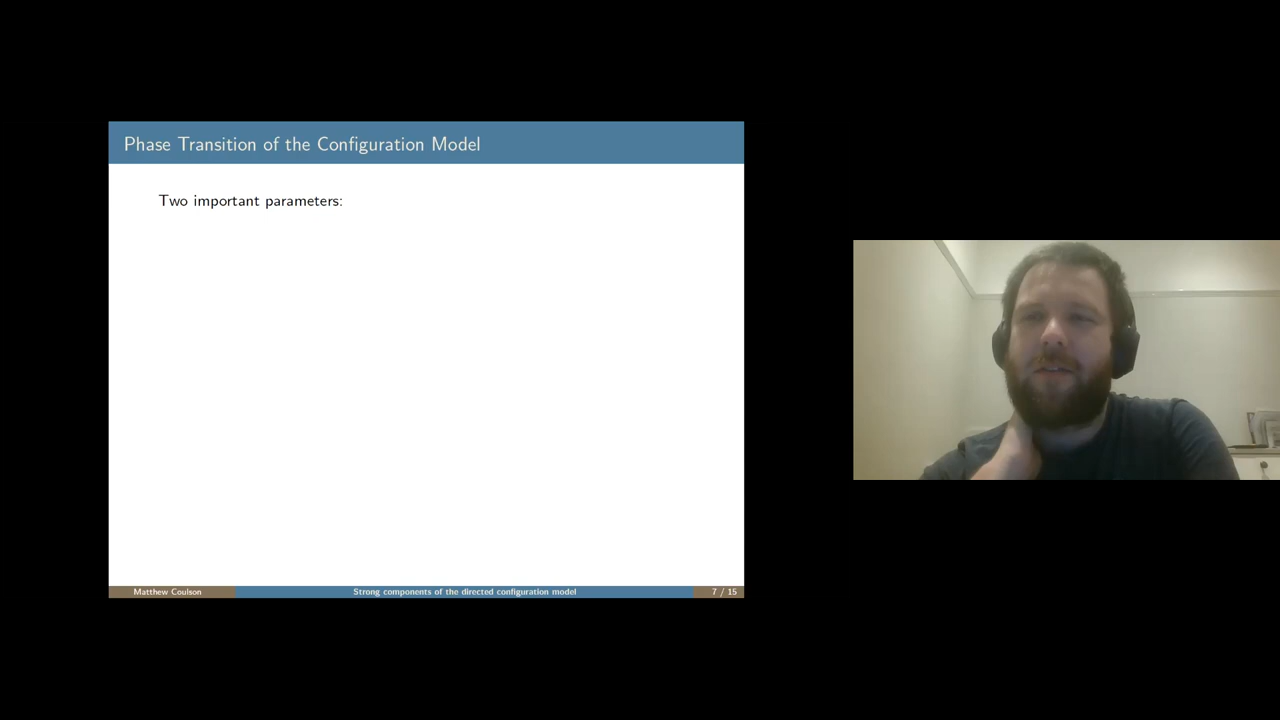 Phase Transition of the Configuration Model
Two important parameters:
Matthew Coulson
Strong components of the directed configuration model
7 / 15